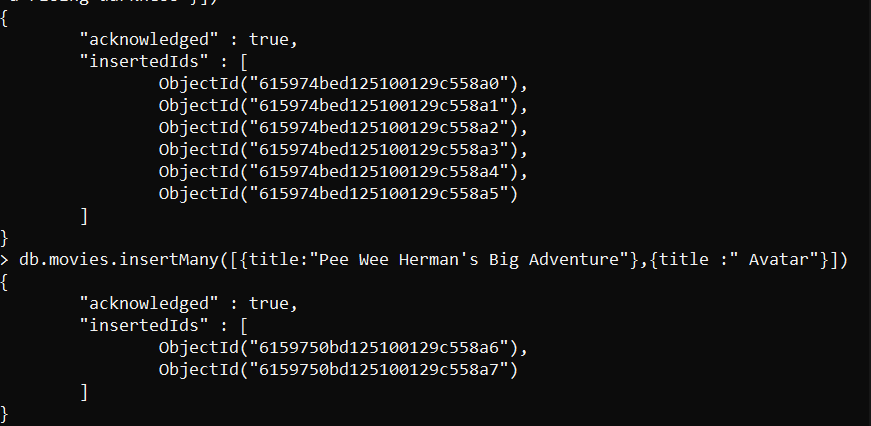 {
        "acknowledged" : true,
        "insertedIds" : [
                ObjectId("615974bed125100129c558a0"),
                ObjectId("615974bed125100129c558a1"),
                ObjectId("615974bed125100129c558a2"),
                ObjectId("615974bed125100129c558a3"),
                ObjectId("615974bed125100129c558a4"),
                ObjectId("615974bed125100129c558a5")
        ]
}
> db.movies.insertMany([{title:"Pee Wee Herman's Big Adventure"},{title :" Avatar"}])
{
        "acknowledged" : true,
        "insertedIds" : [
                ObjectId("6159750bd125100129c558a6"),
                ObjectId("6159750bd125100129c558a7")
        ]
}